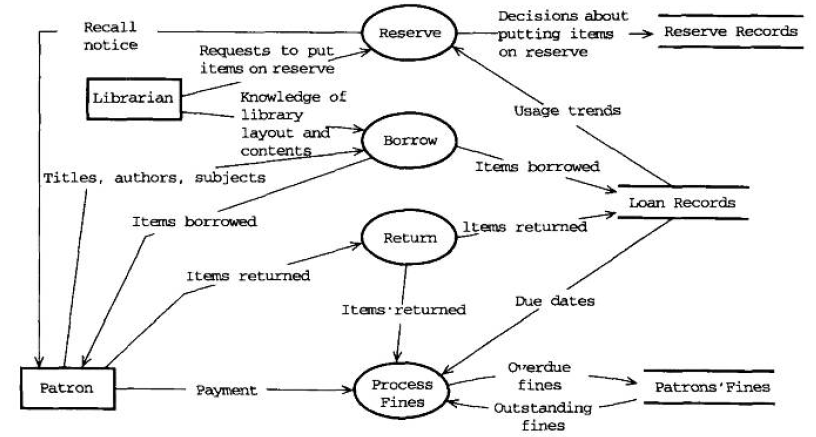 Recall
notice
Reserve
Decisions about
putting items
on reserve
Reserve Records
Requests to put
items on reserve
Librarian
Knowledge of
library
layout and
contents
Usage trends
Borrow
Titles, authors, subjects
Items borrowed
Loan Records
Items borrowed
Return
Items returned
Items returned
Items returned
Due dates
Patron
Payment
Process
Fines
Overdue
fines
Patrons'Fines
Outstanding
fines